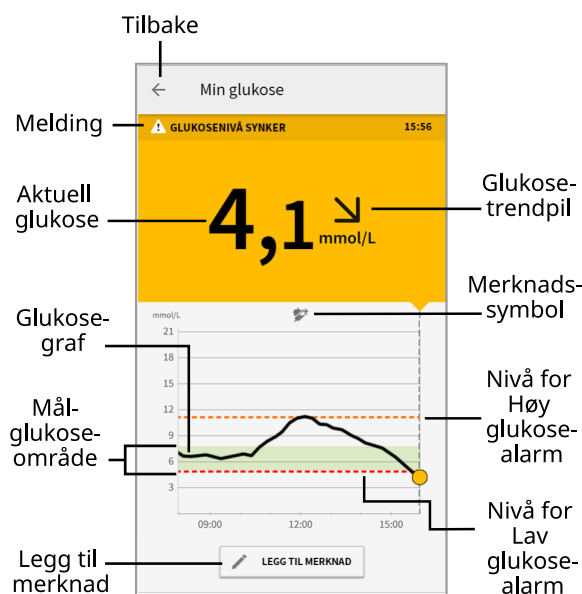 Tilbake
Min glukose
Melding
GLUKOSENIVÅ SYNKER
15:56
Aktuell
glukose
4,1
mmol/L
Glukose-
trendpil
Merknads-
symbol
Glukose-
graf
mmol/L
21
18
15
12
9
6
3
09:00
12:00
15:00
Mål-
glukose-
område
Nivå for
Høy
glukose-
alarm
Nivå for
Lav
glukose-
alarm
Legg til
merknad
LEGG TIL MERKNAD